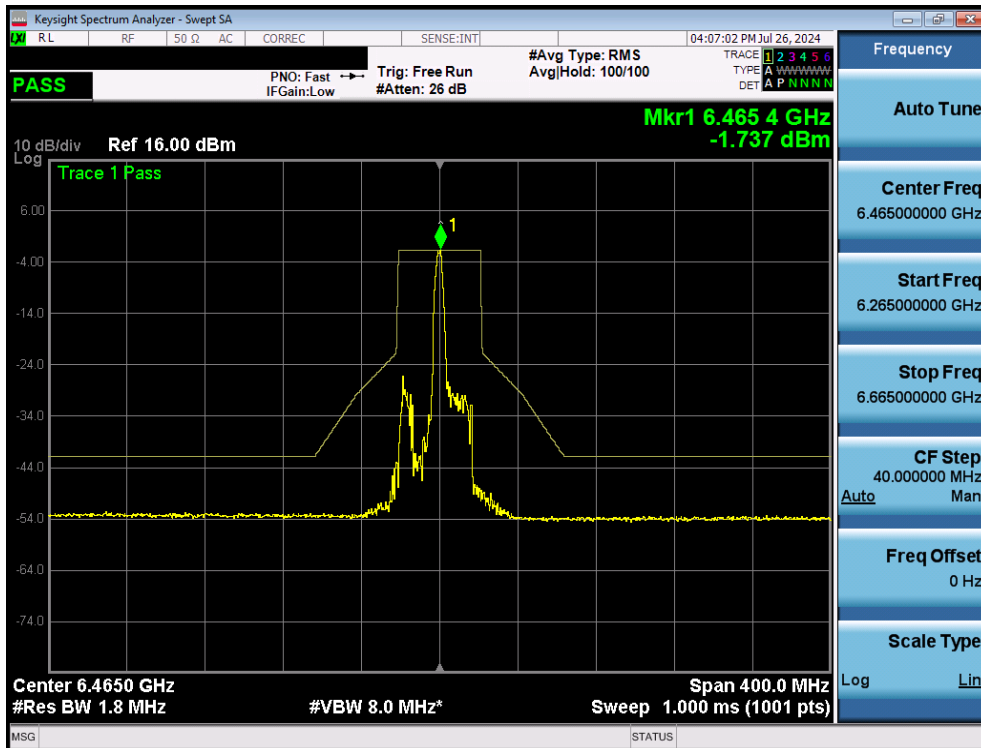 Keysight Spectrum Analyzer - Swept SA
LXI RL RF 50 Ω AC CORREC SENSE:INT 04:07:02 PM Jul 26, 2024
PASS
PNO: Fast
IFGain:Low
Trig: Free Run
#Atten: 26 dB
#Avg Type: RMS
Avg|Hold: 100/100
TRACE 1 2 3 4 5 6
TYPE A WWWWW
DET A P N N N N
Mkr1 6.465 4 GHz
-1.737 dBm
10 dB/div Ref 16.00 dBm
Log
Trace 1 Pass
1
6.00
-4.00
-14.0
-24.0
-34.0
-44.0
-54.0
-64.0
-74.0
Center 6.4650 GHz Span 400.0 MHz
#Res BW 1.8 MHz #VBW 8.0 MHz* Sweep 1.000 ms (1001 pts)
MSG STATUS
Frequency
Auto Tune
Center Freq
6.465000000 GHz
Start Freq
6.265000000 GHz
Stop Freq
6.665000000 GHz
CF Step
40.000000 MHz
Auto Man
Freq Offset
0 Hz
Scale Type
Log Lin